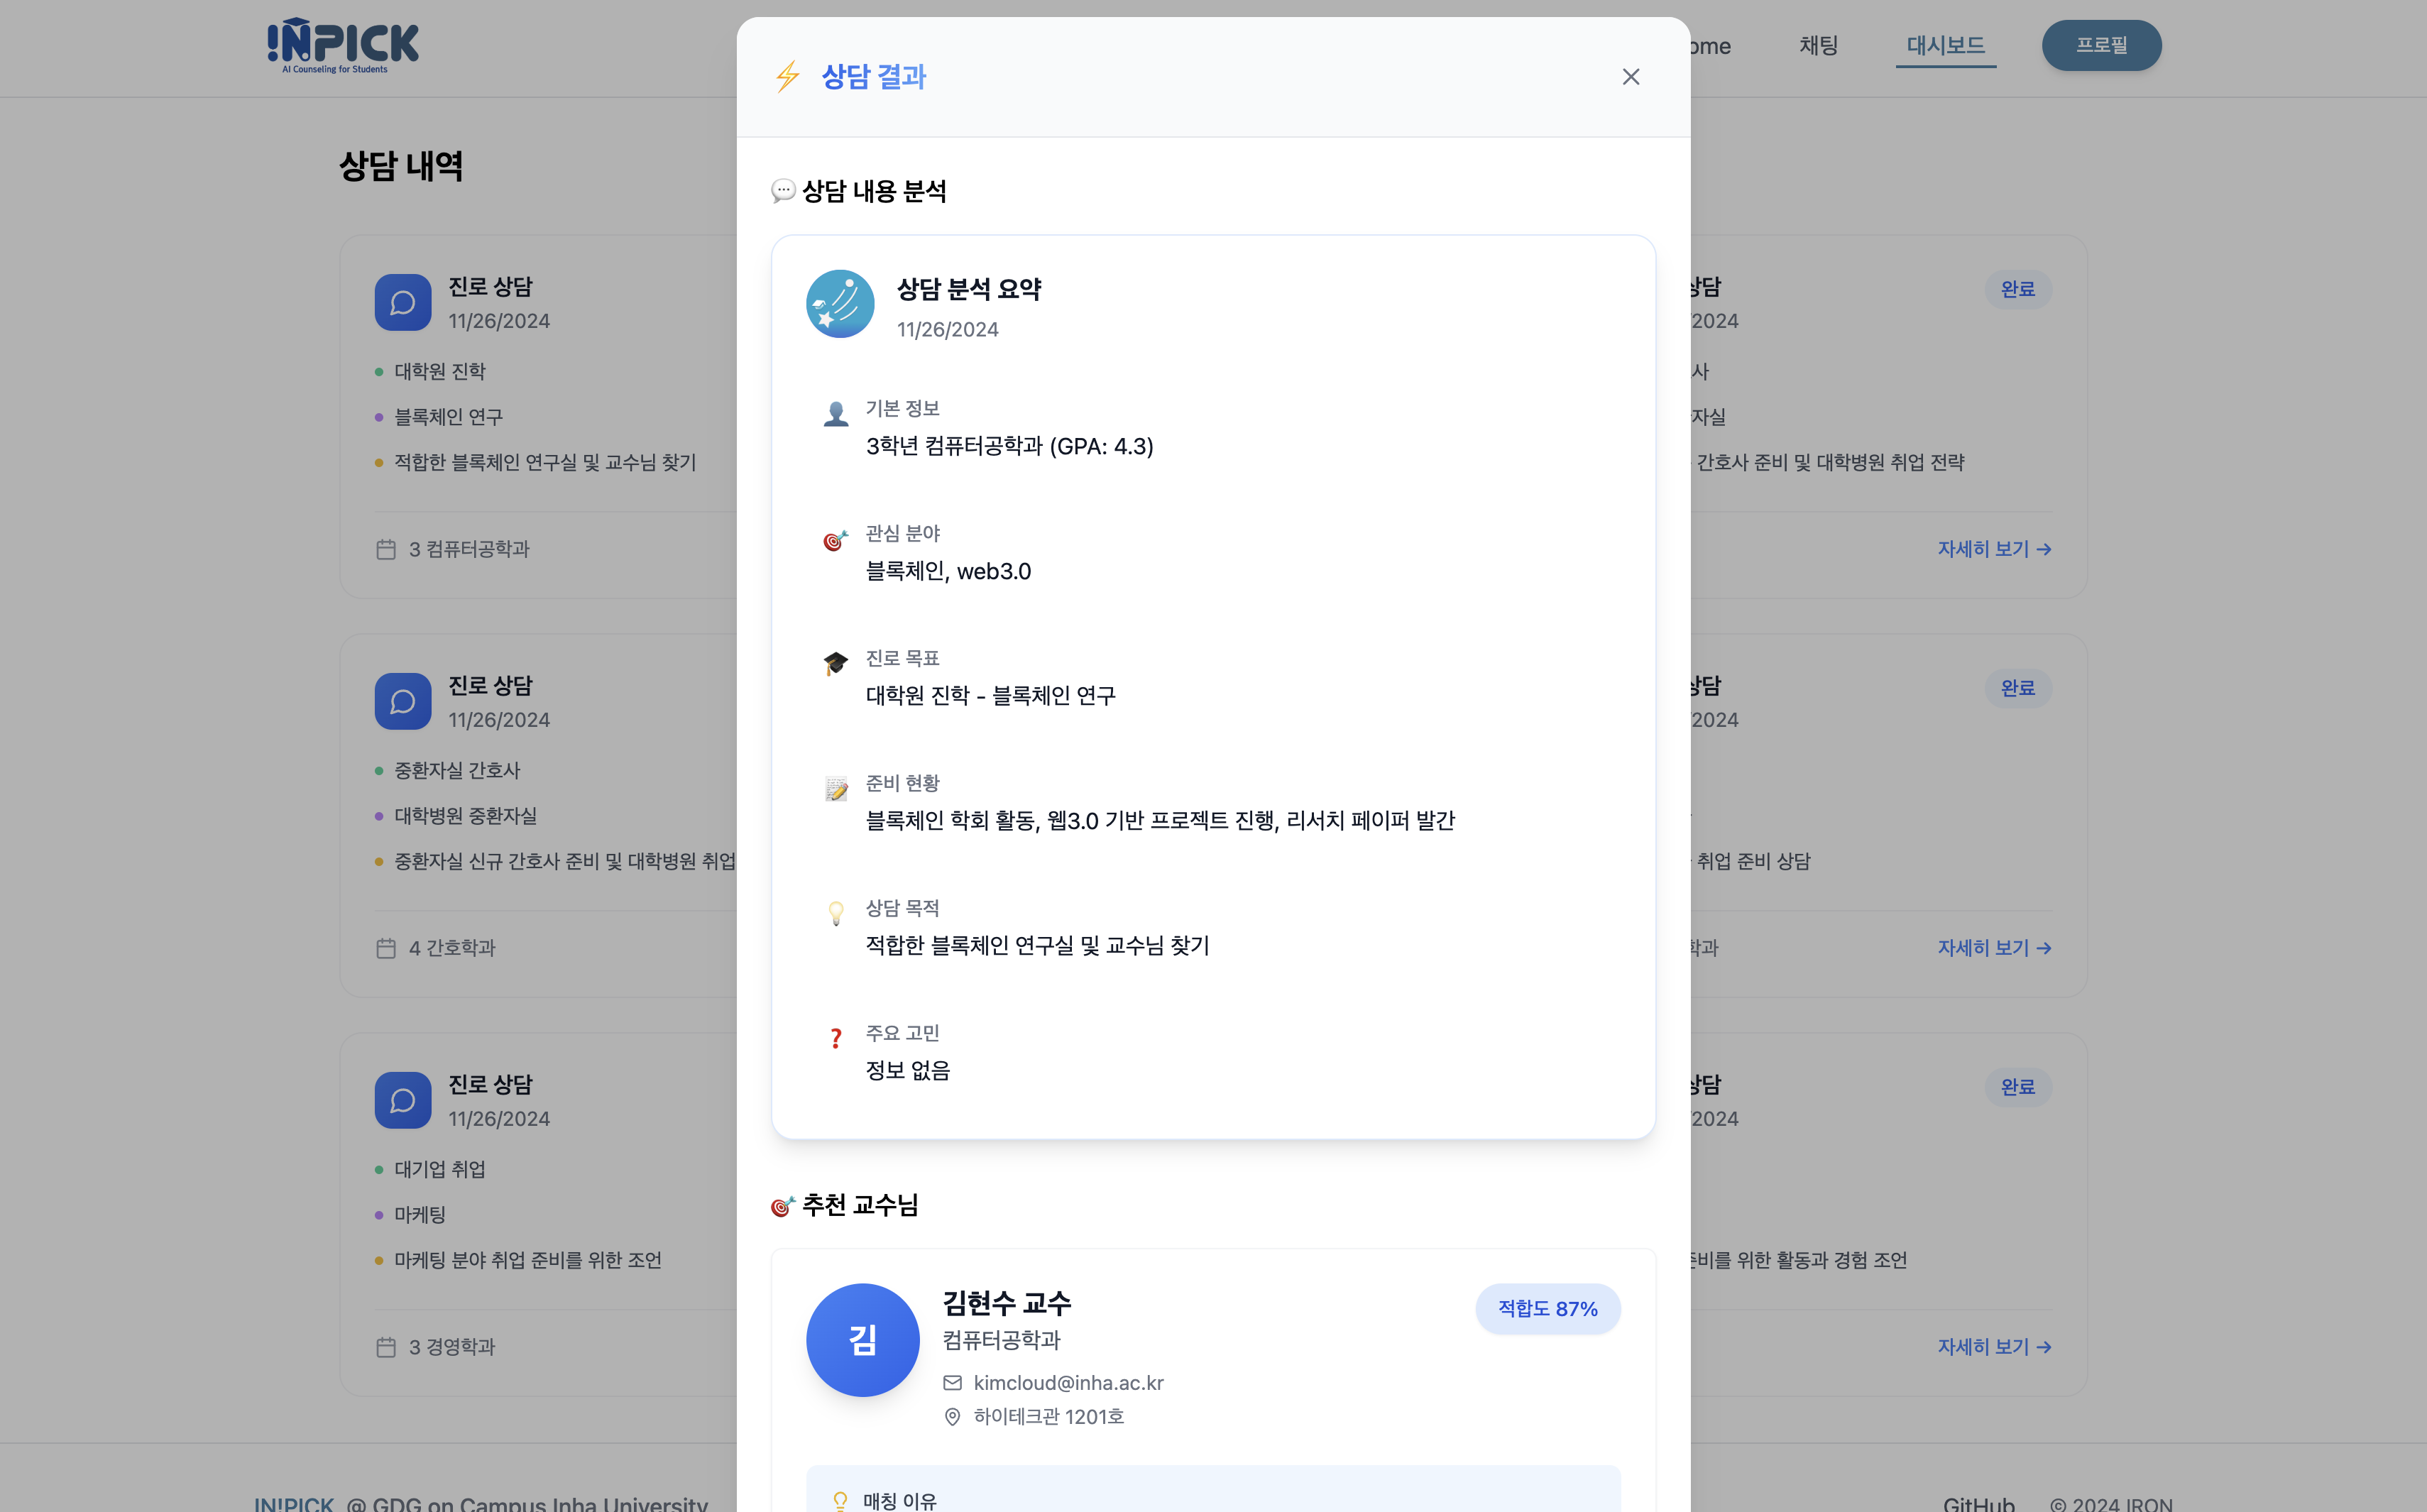 IN!PICK
AI Counseling for Students
ome
채팅
대시보드
프로필
상담 내역
진로 상담
11/26/2024
대학원 진학
블록체인 연구
적합한 블록체인 연구실 및 교수님 찾기
3 컴퓨터공학과
진로 상담
11/26/2024
중환자실 간호사
대학병원 중환자실
중환자실 신규 간호사 준비 및 대학병원 취업
4 간호학과
진로 상담
11/26/2024
대기업 취업
마케팅
마케팅 분야 취업 준비를 위한 조언
3 경영학과
상담 결과
상담 내용 분석
상담 분석 요약
11/26/2024
기본 정보
3학년 컴퓨터공학과 (GPA: 4.3)
관심 분야
블록체인, web3.0
진로 목표
대학원 진학 - 블록체인 연구
준비 현황
블록체인 학회 활동, 웹3.0 기반 프로젝트 진행, 리서치 페이퍼 발간
상담 목적
적합한 블록체인 연구실 및 교수님 찾기
주요 고민
정보 없음
추천 교수님
김
김현수 교수
컴퓨터공학과
적합도 87%
kimcloud@inha.ac.kr
하이테크관 1201호
매칭 이유
상담
완료
2024
사
자실
간호사 준비 및 대학병원 취업 전략
자세히 보기 →
상담
완료
2024
취업 준비 상담
학과
자세히 보기 →
상담
완료
2024
준비를 위한 활동과 경험 조언
자세히 보기 →
IN!PICK @ GDG on Campus Inha University
GitHub
© 2024 IRON